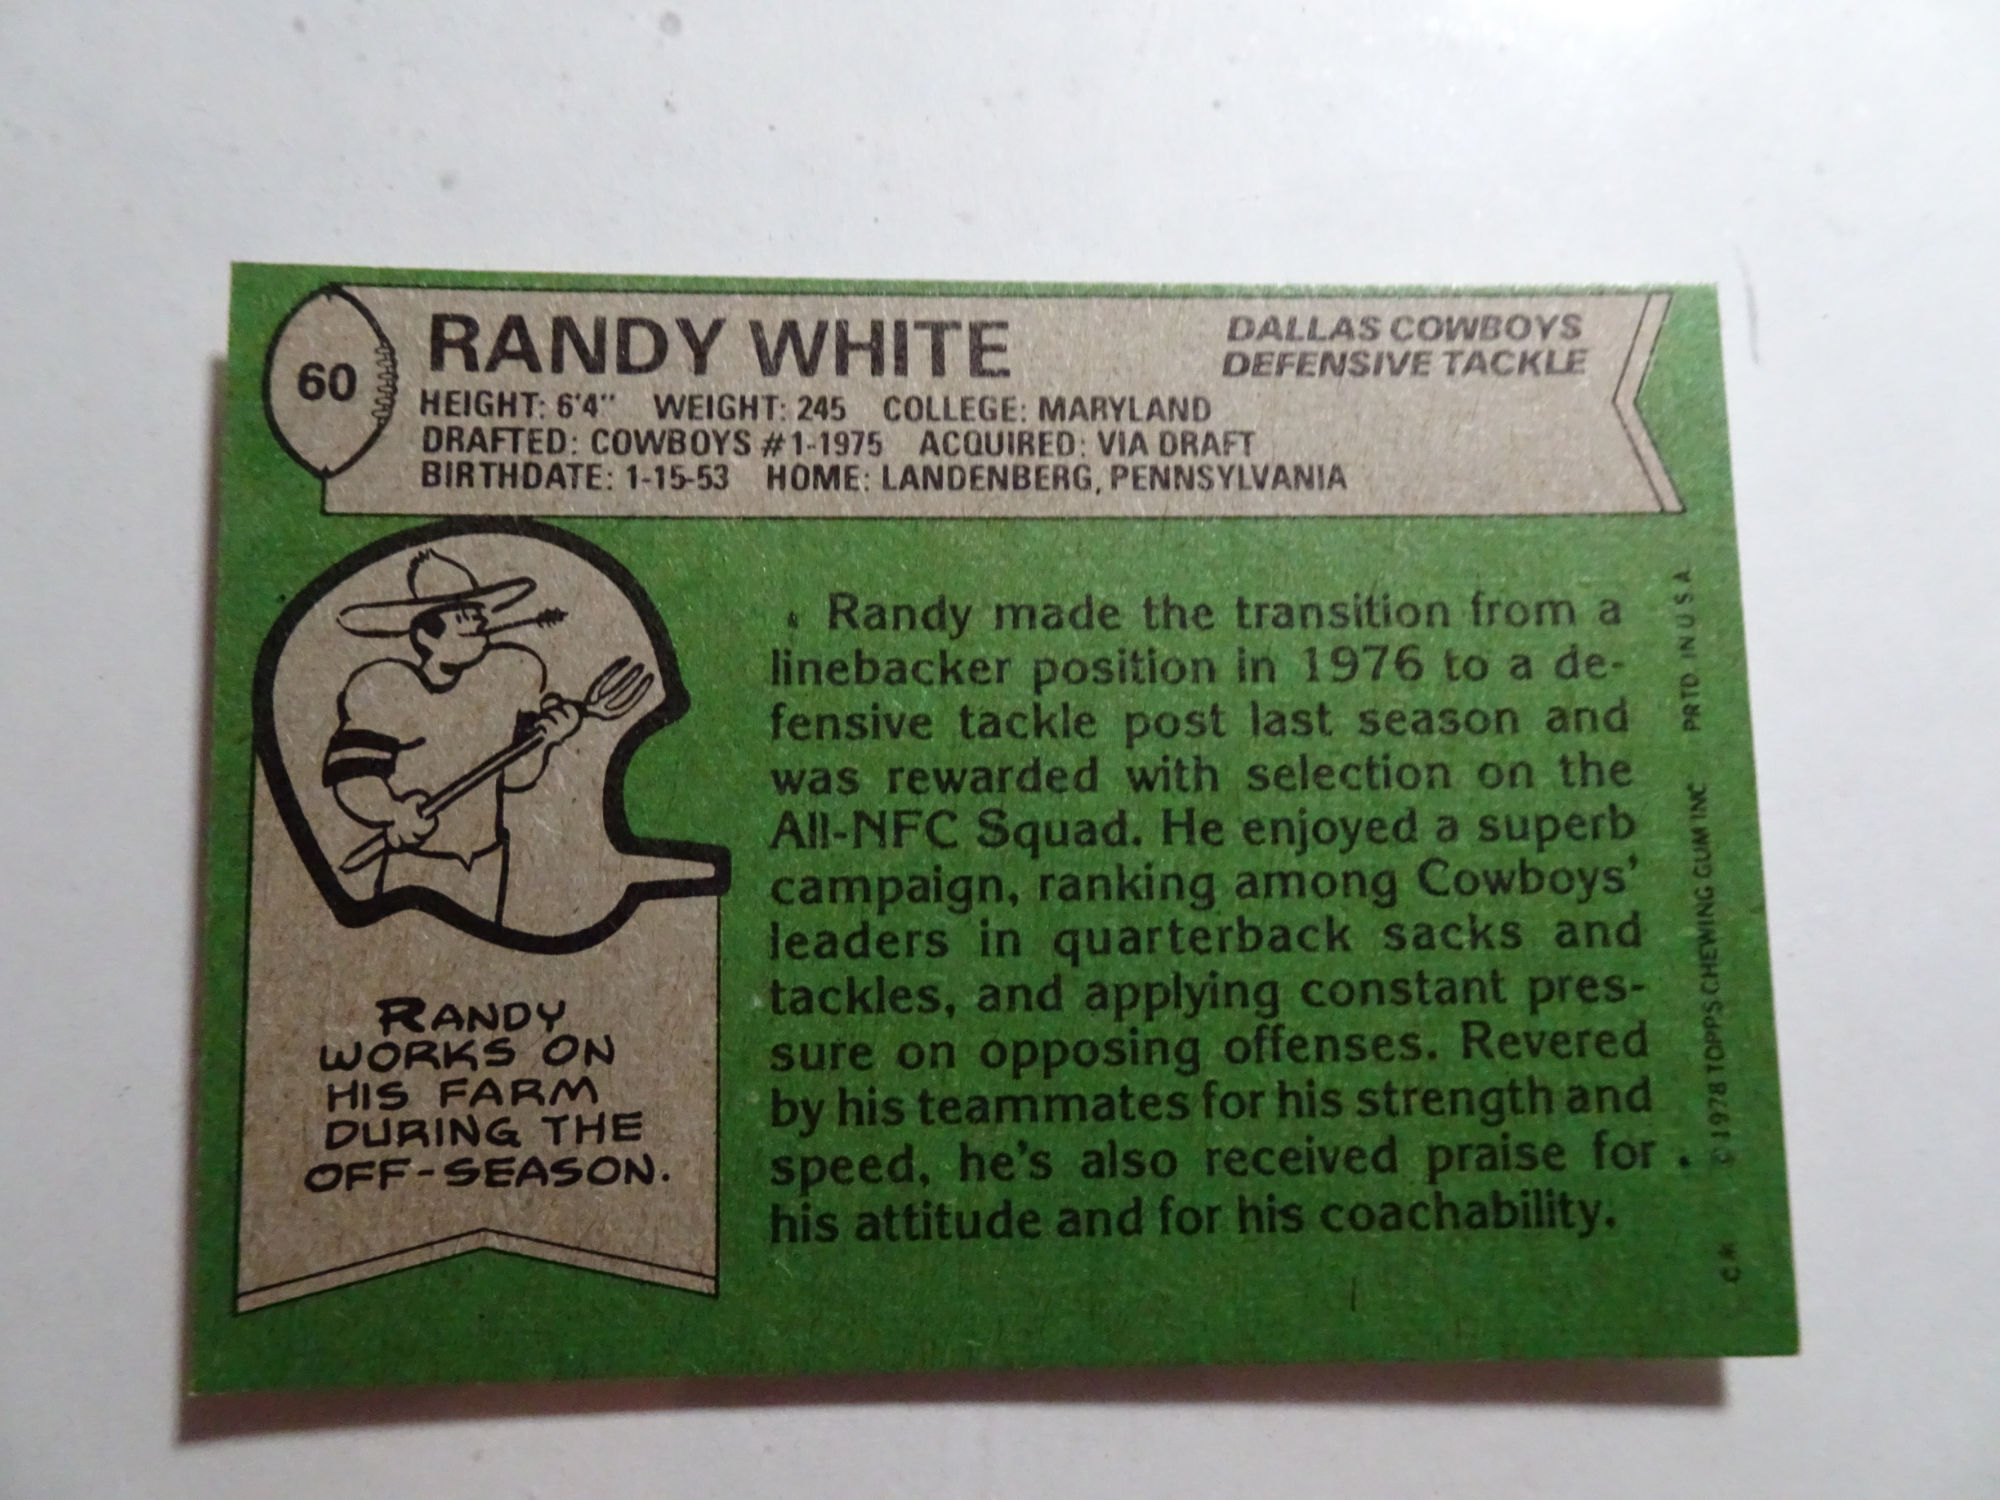 60
RANDY WHITE
DALLAS COWBOYS
DEFENSIVE TACKLE
HEIGHT: 6'4" WEIGHT: 245 COLLEGE: MARYLAND
DRAFTED: COWBOYS #1-1975 ACQUIRED: VIA DRAFT
BIRTHDATE: 1-15-53 HOME: LANDENBERG, PENNSYLVANIA
RANDY
WORKS ON
HIS FARM
DURING THE
OFF-SEASON.
Randy made the transition from a
linebacker position in 1976 to a de-
fensive tackle post last season and
was rewarded with selection on the
All-NFC Squad. He enjoyed a superb
campaign, ranking among Cowboys'
leaders in quarterback sacks and
tackles, and applying constant pres-
sure on opposing offenses. Revered
by his teammates for his strength and
speed, he's also received praise for
his attitude and for his coachability.
© 1978 TOPPS CHEWING GUM INC PRTD. IN U S A